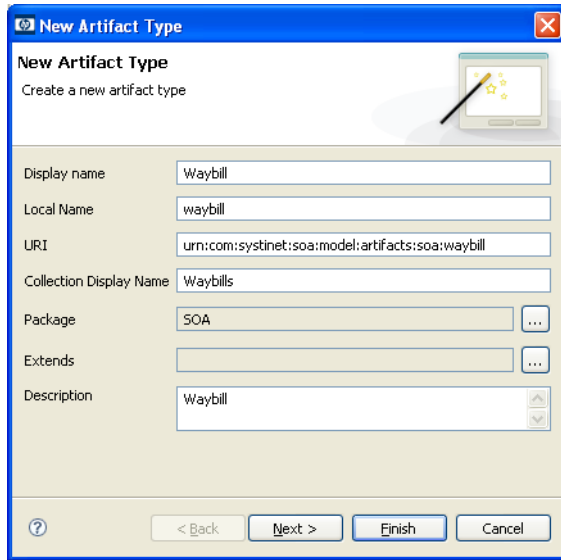 New Artifact Type
New Artifact Type
Create a new artifact type
Display name Waybill
Local Name waybill
URI urn:com:systinet:soa:model:artifacts:soa:waybill
Collection Display Name Waybills
Package SOA ...
Extends ...
Description Waybill
? < Back Next > Finish Cancel